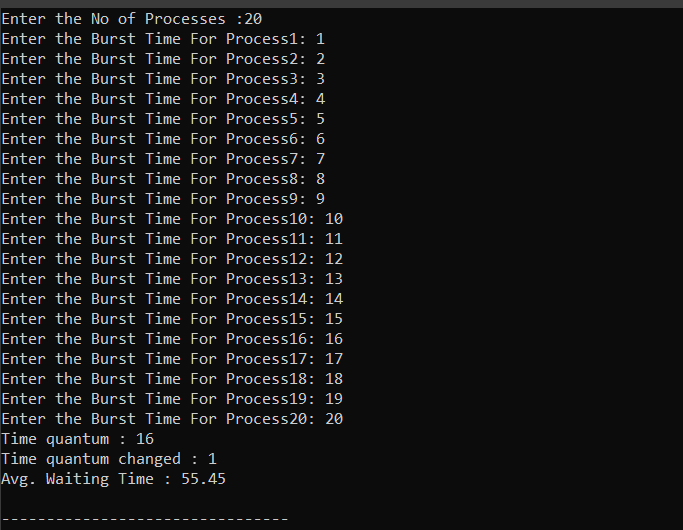 Enter the No of Processes :20
Enter the Burst Time For Process1: 1
Enter the Burst Time For Process2: 2
Enter the Burst Time For Process3: 3
Enter the Burst Time For Process4: 4
Enter the Burst Time For Process5: 5
Enter the Burst Time For Process6: 6
Enter the Burst Time For Process7: 7
Enter the Burst Time For Process8: 8
Enter the Burst Time For Process9: 9
Enter the Burst Time For Process10: 10
Enter the Burst Time For Process11: 11
Enter the Burst Time For Process12: 12
Enter the Burst Time For Process13: 13
Enter the Burst Time For Process14: 14
Enter the Burst Time For Process15: 15
Enter the Burst Time For Process16: 16
Enter the Burst Time For Process17: 17
Enter the Burst Time For Process18: 18
Enter the Burst Time For Process19: 19
Enter the Burst Time For Process20: 20
Time quantum : 16
Time quantum changed : 1
Avg. Waiting Time : 55.45
--------------------------------